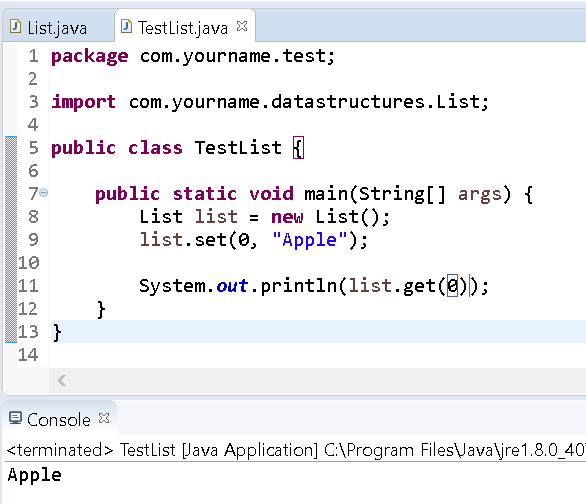 List.java TestList.java
1 package com.yourname.test;
2
3 import com.yourname.datastructures.List;
4
5 public class TestList {
6
7 public static void main(String[] args) {
8 List list = new List();
9 list.set(0, "Apple");
10
11 System.out.println(list.get(0));
12 }
13 }
14
Console
<terminated> TestList [Java Application] C:\Program Files\Java\jre1.8.0_40
Apple